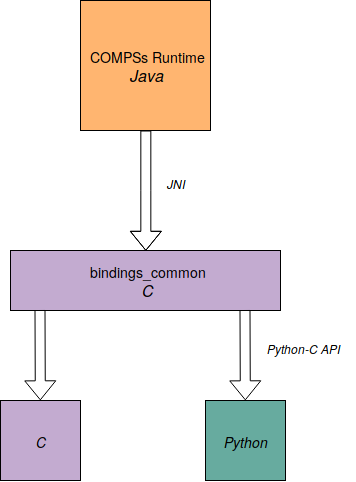 COMPSs Runtime
Java
JNI
bindings_common
C
Python-C API
C
Python